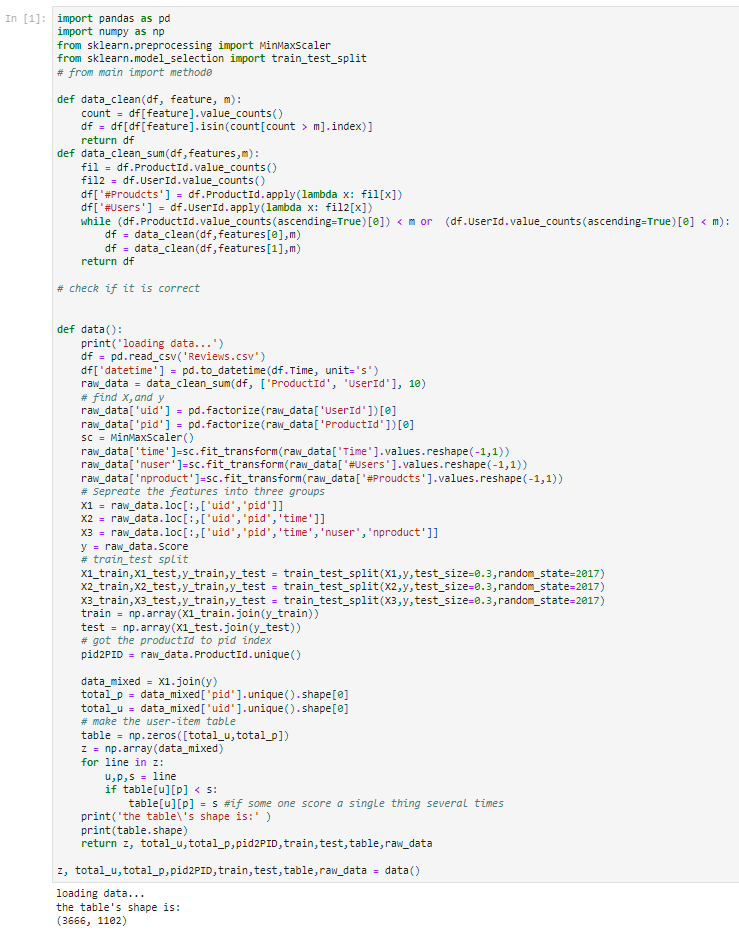 In [1]: import pandas as pd
import numpy as np
from sklearn.preprocessing import MinMaxScaler
from sklearn.model_selection import train_test_split
# from main import method0

def data_clean(df, feature, m):
    count = df[feature].value_counts()
    df = df[df[feature].isin(count[count > m].index)]
    return df
def data_clean_sum(df,features,m):
    fil = df.ProductId.value_counts()
    fil2 = df.UserId.value_counts()
    df['#Proudcts'] = df.ProductId.apply(lambda x: fil[x])
    df['#Users'] = df.UserId.apply(lambda x: fil2[x])
    while (df.ProductId.value_counts(ascending=True)[0]) < m or  (df.UserId.value_counts(ascending=True)[0] < m):
        df = data_clean(df,features[0],m)
        df = data_clean(df,features[1],m)
    return df

# check if it is correct


def data():
    print('loading data...')
    df = pd.read_csv('Reviews.csv')
    df['datetime'] = pd.to_datetime(df.Time, unit='s')
    raw_data = data_clean_sum(df, ['ProductId', 'UserId'], 10)
    # find X,and y
    raw_data['uid'] = pd.factorize(raw_data['UserId'])[0]
    raw_data['pid'] = pd.factorize(raw_data['ProductId'])[0]
    sc = MinMaxScaler()
    raw_data['time']=sc.fit_transform(raw_data['Time'].values.reshape(-1,1))
    raw_data['nuser']=sc.fit_transform(raw_data['#Users'].values.reshape(-1,1))
    raw_data['nproduct']=sc.fit_transform(raw_data['#Proudcts'].values.reshape(-1,1))
    # Sepreate the features into three groups
    X1 = raw_data.loc[:,['uid','pid']]
    X2 = raw_data.loc[:,['uid','pid','time']]
    X3 = raw_data.loc[:,['uid','pid','time','nuser','nproduct']]
    y = raw_data.Score
    # train_test split
    X1_train,X1_test,y_train,y_test = train_test_split(X1,y,test_size=0.3,random_state=2017)
    X2_train,X2_test,y_train,y_test = train_test_split(X2,y,test_size=0.3,random_state=2017)
    X3_train,X3_test,y_train,y_test = train_test_split(X3,y,test_size=0.3,random_state=2017)
    train = np.array(X1_train.join(y_train))
    test = np.array(X1_test.join(y_test))
    # got the productId to pid index
    pid2PID = raw_data.ProductId.unique()

    data_mixed = X1.join(y)
    total_p = data_mixed['pid'].unique().shape[0]
    total_u = data_mixed['uid'].unique().shape[0]
    # make the user-item table
    table = np.zeros([total_u,total_p])
    z = np.array(data_mixed)
    for line in z:
        u,p,s = line
        if table[u][p] < s:
            table[u][p] = s #if some one score a single thing several times
    print('the table\'s shape is:' )
    print(table.shape)
    return z, total_u,total_p,pid2PID,train,test,table,raw_data

z, total_u,total_p,pid2PID,train,test,table,raw_data = data()
loading data...
the table's shape is:
(3666, 1102)